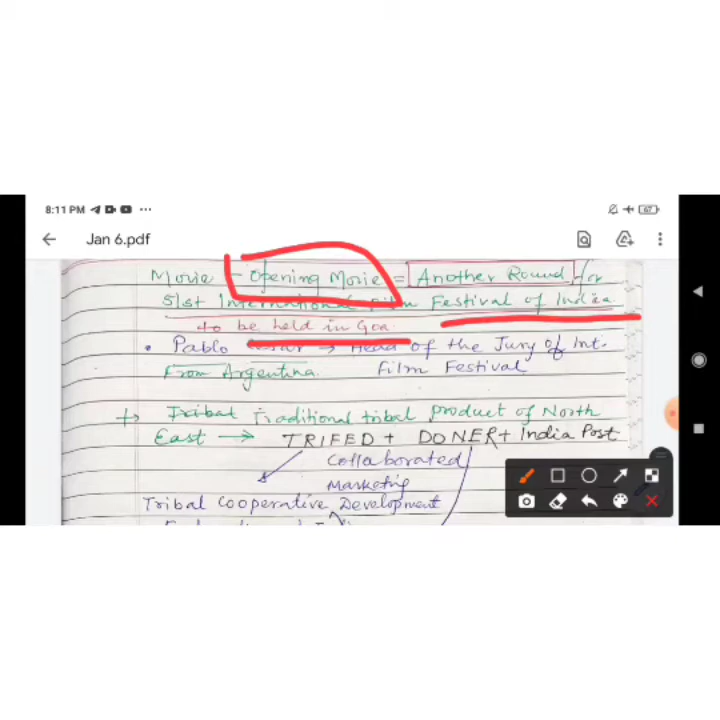 8:11 PM ... 67
Jan 6.pdf
Movie - Opening Movie = Another Round for
51st International Film Festival of India
to be held in Goa.
• Pablo → Head of the Jury of Int.
From Argentina. Film Festival
Tribal Traditional tribal product of North
East → TRIFED + DONER + India Post
Collaborated
Marketing
Tribal Cooperative Development